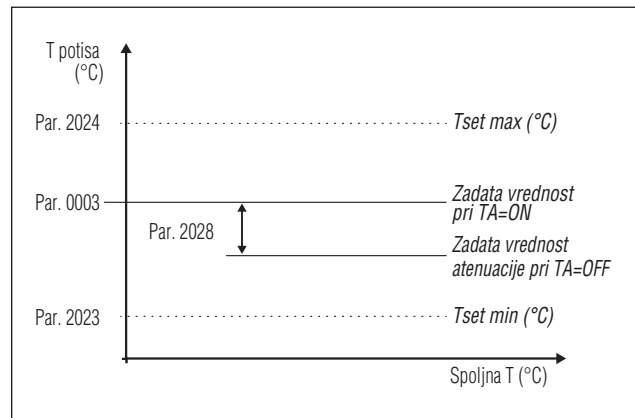 T potisa
(°C)
Par. 2024
Tset max (°C)
Par. 0003
Zadata vrednost
pri TA=ON
Par. 2028
Zadata vrednost
atenuacije pri TA=OFF
Par. 2023
Tset min (°C)
Spoljna T (°C)